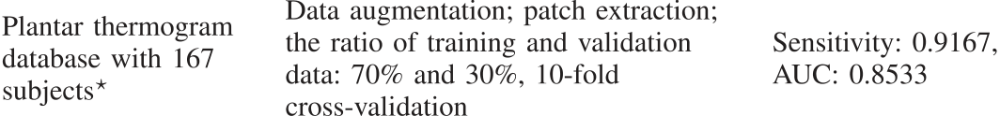 Plantar thermogram
database with 167
subjects⋆
Data augmentation; patch extraction;
the ratio of training and validation
data: 70% and 30%, 10-fold
cross-validation
Sensitivity: 0.9167,
AUC: 0.8533